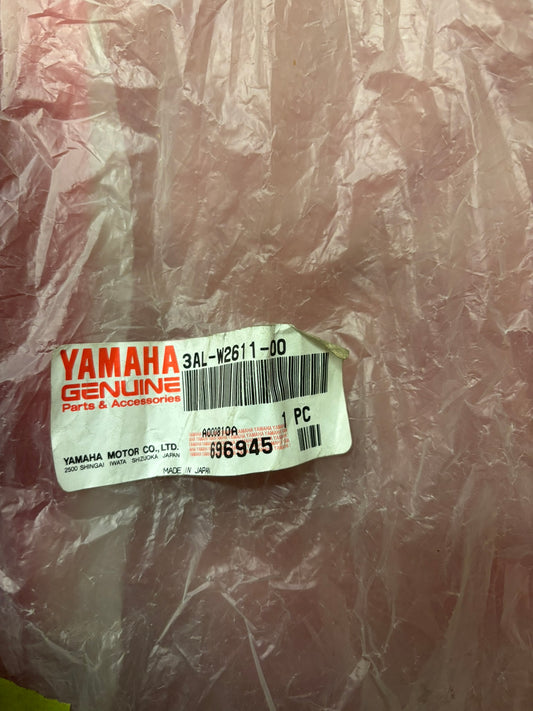 YAMAHA
GENUINE
Parts & Accessories
YAMAHA MOTOR CO.,LTD.
2500 SHINGAI IWATA SHIZUOKA JAPAN
3AL-W2611-00
1 PC
A000810A
696945
MADE IN JAPAN